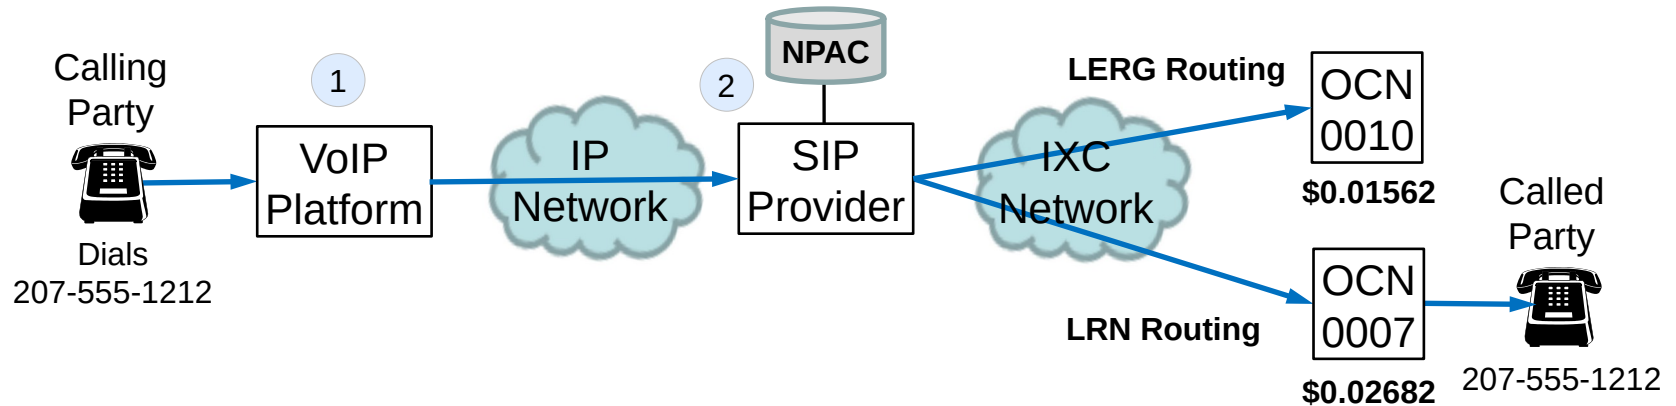 Calling
Party
Dials
207-555-1212
1
VoIP
Platform
IP
Network
2
NPAC
SIP
Provider
IXC
Network
LERG Routing
OCN
0010
$0.01562
LRN Routing
OCN
0007
$0.02682
Called
Party
207-555-1212